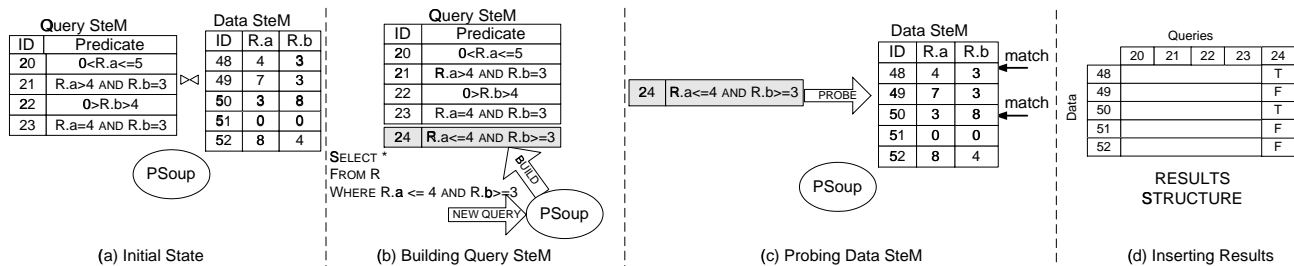 Query SteM
ID Predicate
20 0<R.a<=5
21 R.a>4 AND R.b=3
22 0>R.b>4
23 R.a=4 AND R.b=3
Data SteM
ID R.a R.b
48 4 3
49 7 3
50 3 8
51 0 0
52 8 4
PSoup
(a) Initial State
Query SteM
ID Predicate
20 0<R.a<=5
21 R.a>4 AND R.b=3
22 0>R.b>4
23 R.a=4 AND R.b=3
24 R.a<=4 AND R.b>=3
SELECT *
FROM R
WHERE R.a <= 4 AND R.b>=3
BUILD
NEW QUERY
PSoup
(b) Building Query SteM
24 R.a<=4 AND R.b>=3
PROBE
Data SteM
ID R.a R.b
48 4 3
49 7 3
50 3 8
51 0 0
52 8 4
match
match
PSoup
(c) Probing Data SteM
Queries
20 21 22 23 24
Data
48 T
49 F
50 T
51 F
52 F
RESULTS
STRUCTURE
(d) Inserting Results